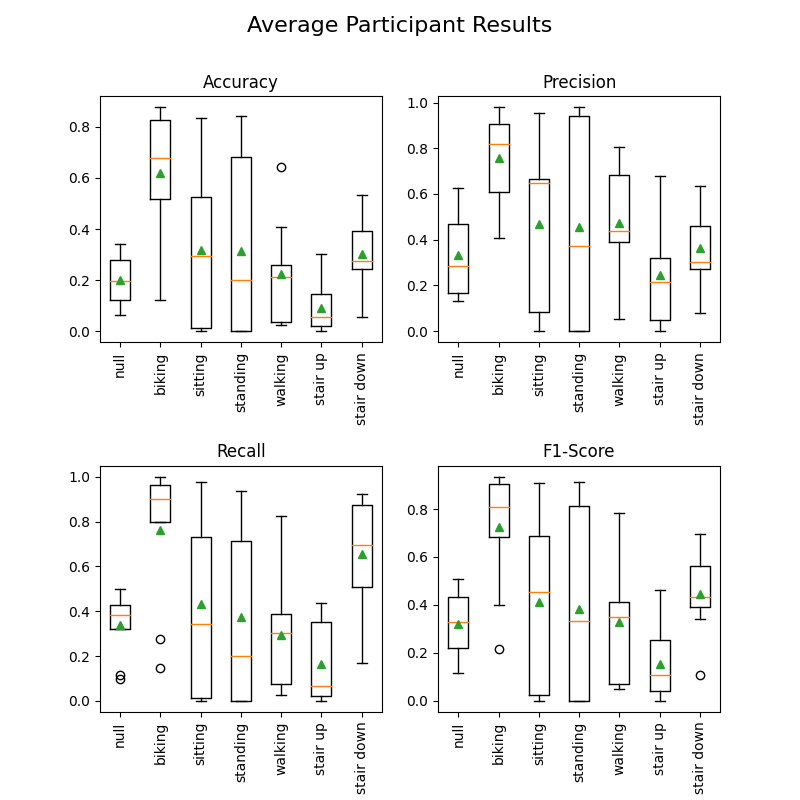 Average Participant Results
Accuracy
0.8
0.6
0.4
0.2
0.0
null
biking
sitting
standing
walking
stair up
stair down
Precision
1.0
0.8
0.6
0.4
0.2
0.0
null
biking
sitting
standing
walking
stair up
stair down
Recall
1.0
0.8
0.6
0.4
0.2
0.0
null
biking
sitting
standing
walking
stair up
stair down
F1-Score
0.8
0.6
0.4
0.2
0.0
null
biking
sitting
standing
walking
stair up
stair down